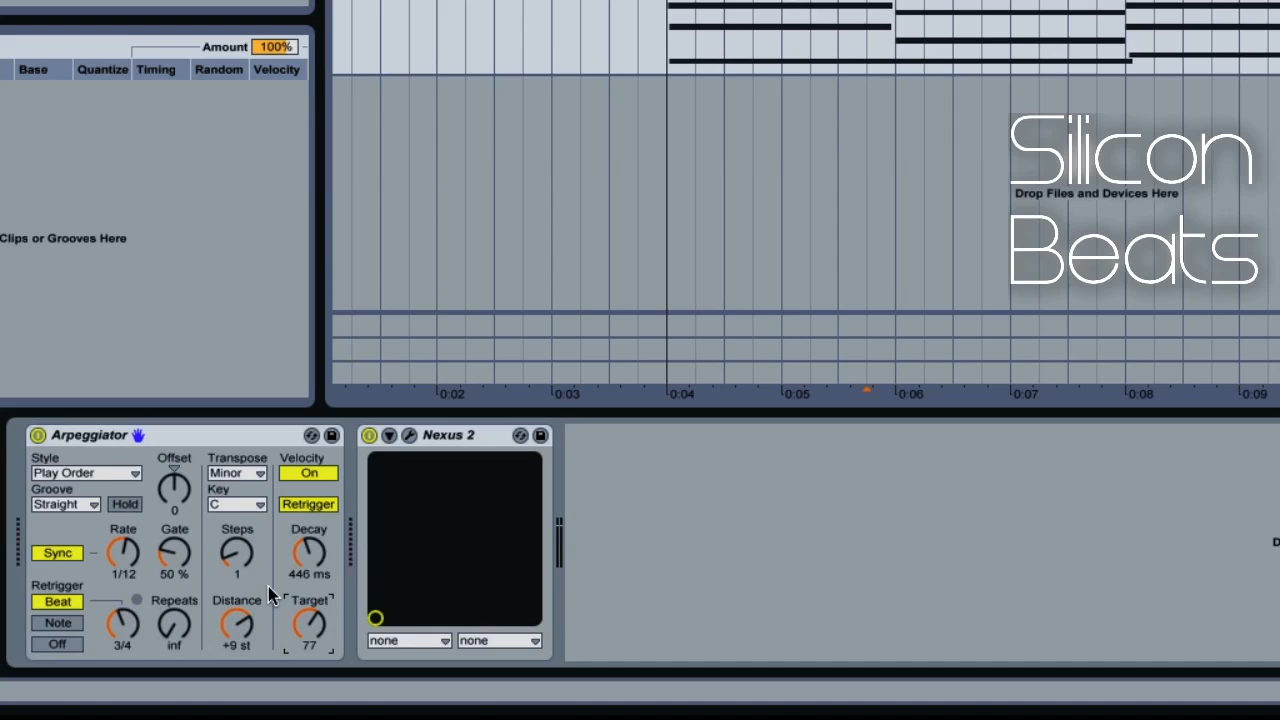 Amount 100%
Base Quantize Timing Random Velocity
Clips or Grooves Here
Silicon
Drop Files and Devices Here
Beats
0:02 0:03 0:04 0:05 0:06 0:07 0:08 0:09
Arpeggiator
Style
Play Order
Groove
Straight Hold
Offset
0
Transpose
Minor
Key
C
Velocity
On
Retrigger
Sync
Rate
1/12
Gate
50 %
Steps
1
Decay
446 ms
Retrigger
Beat
Note
Off
3/4
Repeats
inf
Distance
+9 st
Target
77
Nexus 2
none none
D